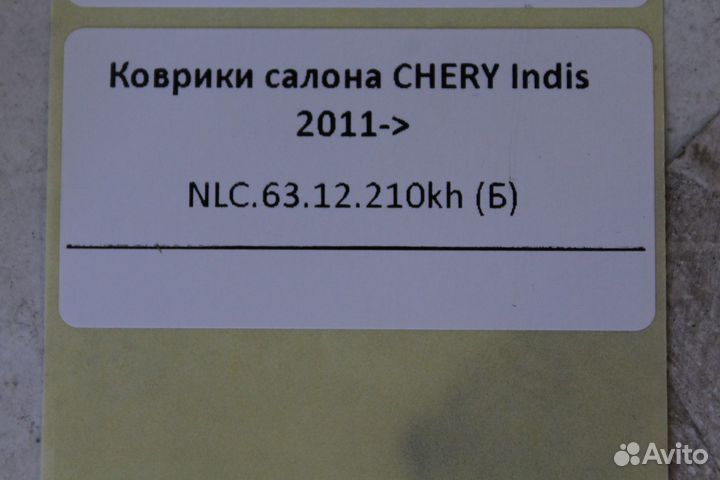 Коврики салона CHERY Indis
2011->
NLC.63.12.210kh (Б)
Avito